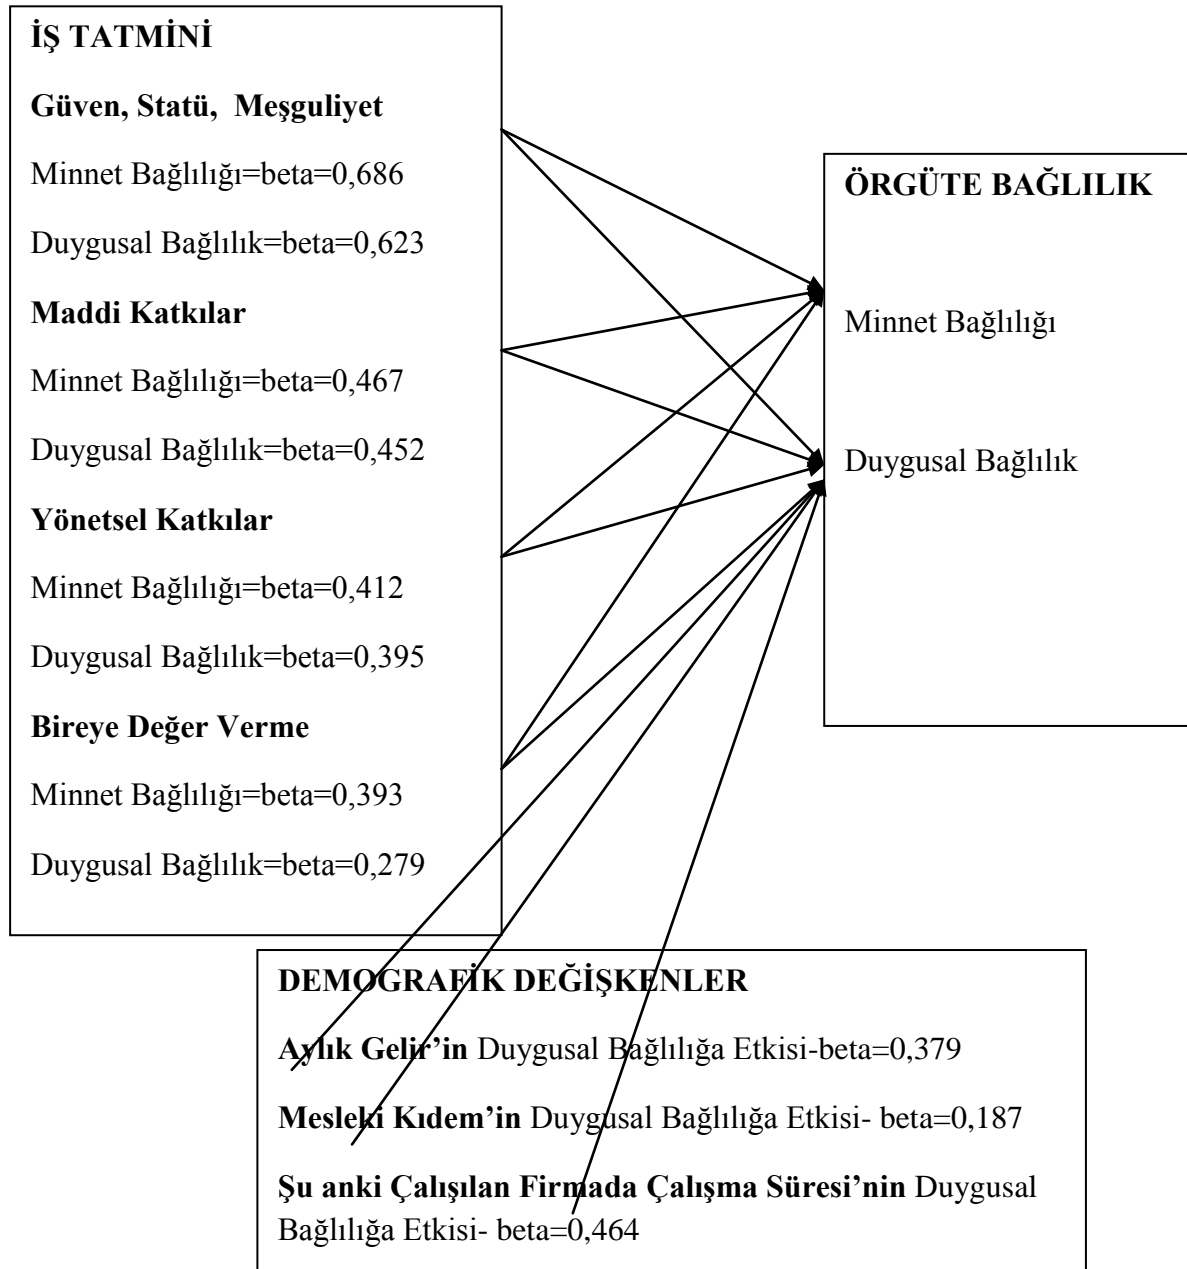 İŞ TATMİNİ
Güven, Statü, Meşguliyet
Minnet Bağlılığı=beta=0,686
Duygusal Bağlılık=beta=0,623
Maddi Katkılar
Minnet Bağlılığı=beta=0,467
Duygusal Bağlılık=beta=0,452
Yönetsel Katkılar
Minnet Bağlılığı=beta=0,412
Duygusal Bağlılık=beta=0,395
Bireye Değer Verme
Minnet Bağlılığı=beta=0,393
Duygusal Bağlılık=beta=0,279
ÖRGÜTE BAĞLILIK
Minnet Bağlılığı
Duygusal Bağlılık
DEMOGRAFİK DEĞİŞKENLER
Aylık Gelir’in Duygusal Bağlılığa Etkisi-beta=0,379
Mesleki Kıdem’in Duygusal Bağlılığa Etkisi- beta=0,187
Şu anki Çalışılan Firmada Çalışma Süresi’nin Duygusal
Bağlılığa Etkisi- beta=0,464